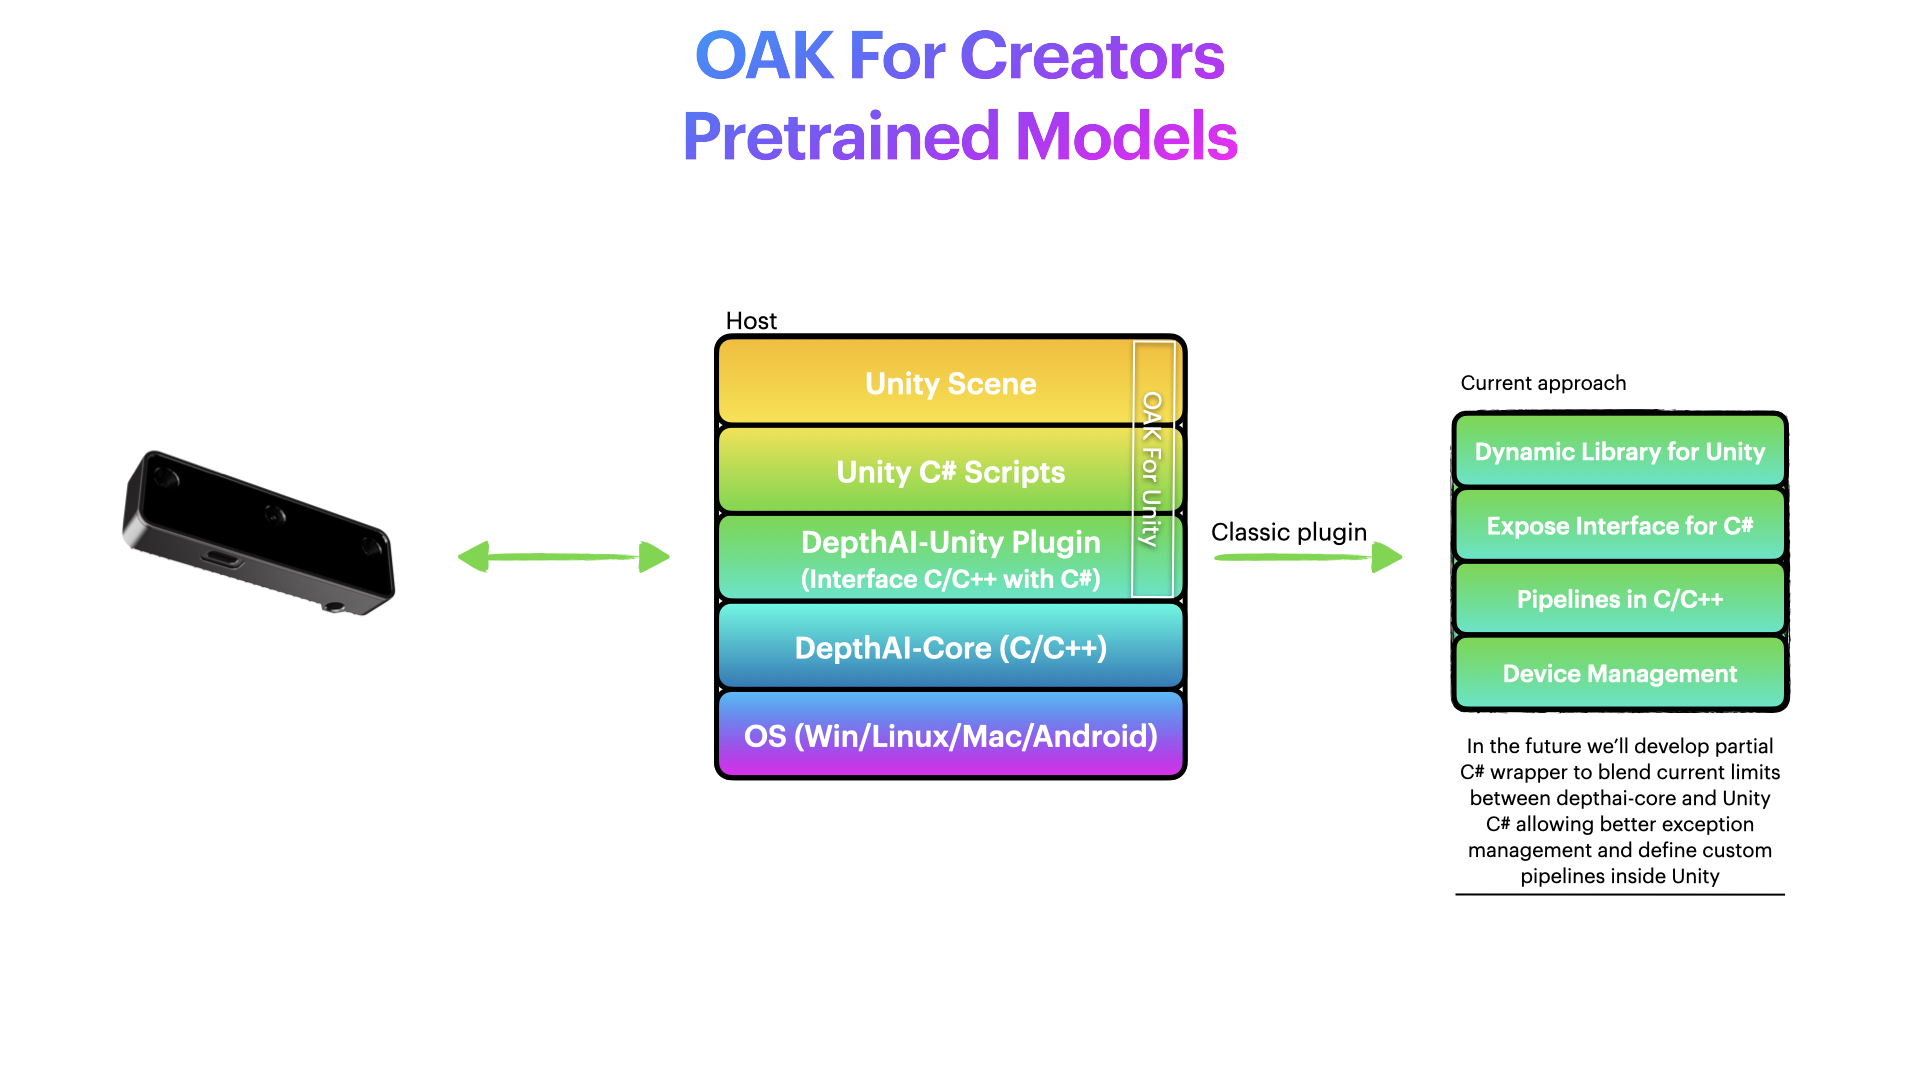 OAK For Creators
Pretrained Models
Host
Unity Scene
Unity C# Scripts
DepthAI-Unity Plugin
(Interface C/C++ with C#)
DepthAI-Core (C/C++)
OS (Win/Linux/Mac/Android)
OAK For Unity
Classic plugin
Current approach
Dynamic Library for Unity
Expose Interface for C#
Pipelines in C/C++
Device Management
In the future we’ll develop partial
C# wrapper to blend current limits
between depthai-core and Unity
C# allowing better exception
management and define custom
pipelines inside Unity